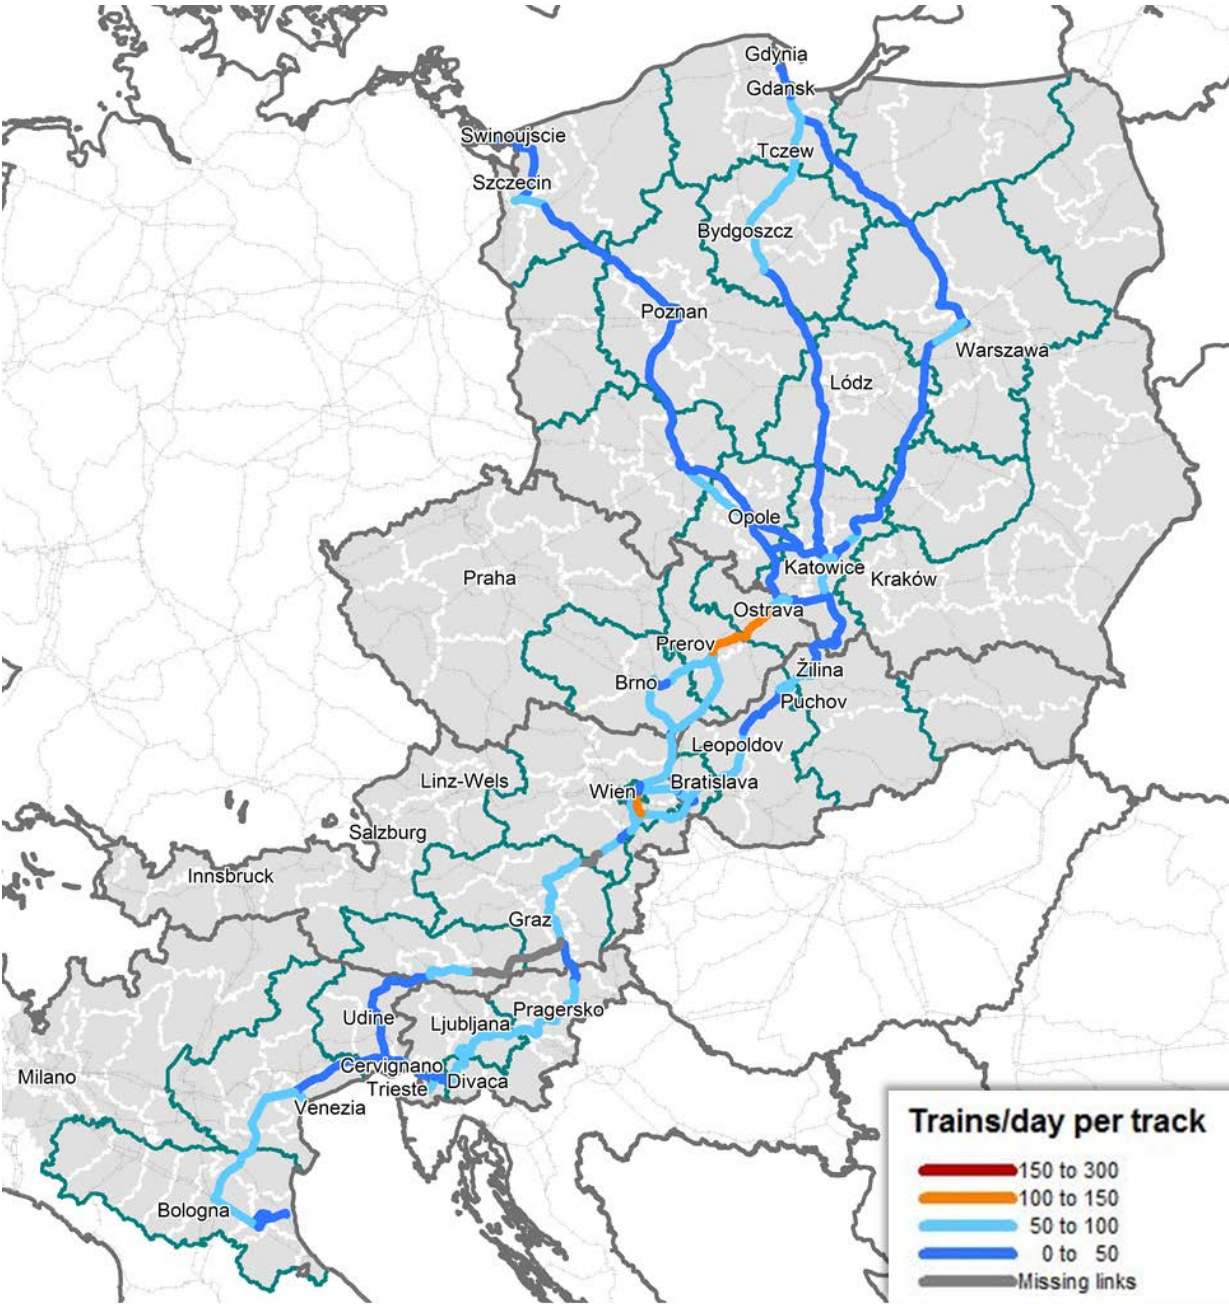 Gdynia
Gdansk
Swinoujscie
Tczew
Szczecin
Bydgoszcz
Poznan
Warszawa
Lódz
Opole
Katowice
Praha
Kraków
Ostrava
Prerov
Žilina
Brno
Puchov
Leopoldov
Linz-Wels
Bratislava
Wien
Salzburg
Innsbruck
Graz
Pragersko
Udine
Ljubljana
Cervignano
Milano
Divaca
Trieste
Venezia
Bologna
Trains/day per track
150 to 300
100 to 150
50 to 100
0 to 50
Missing links